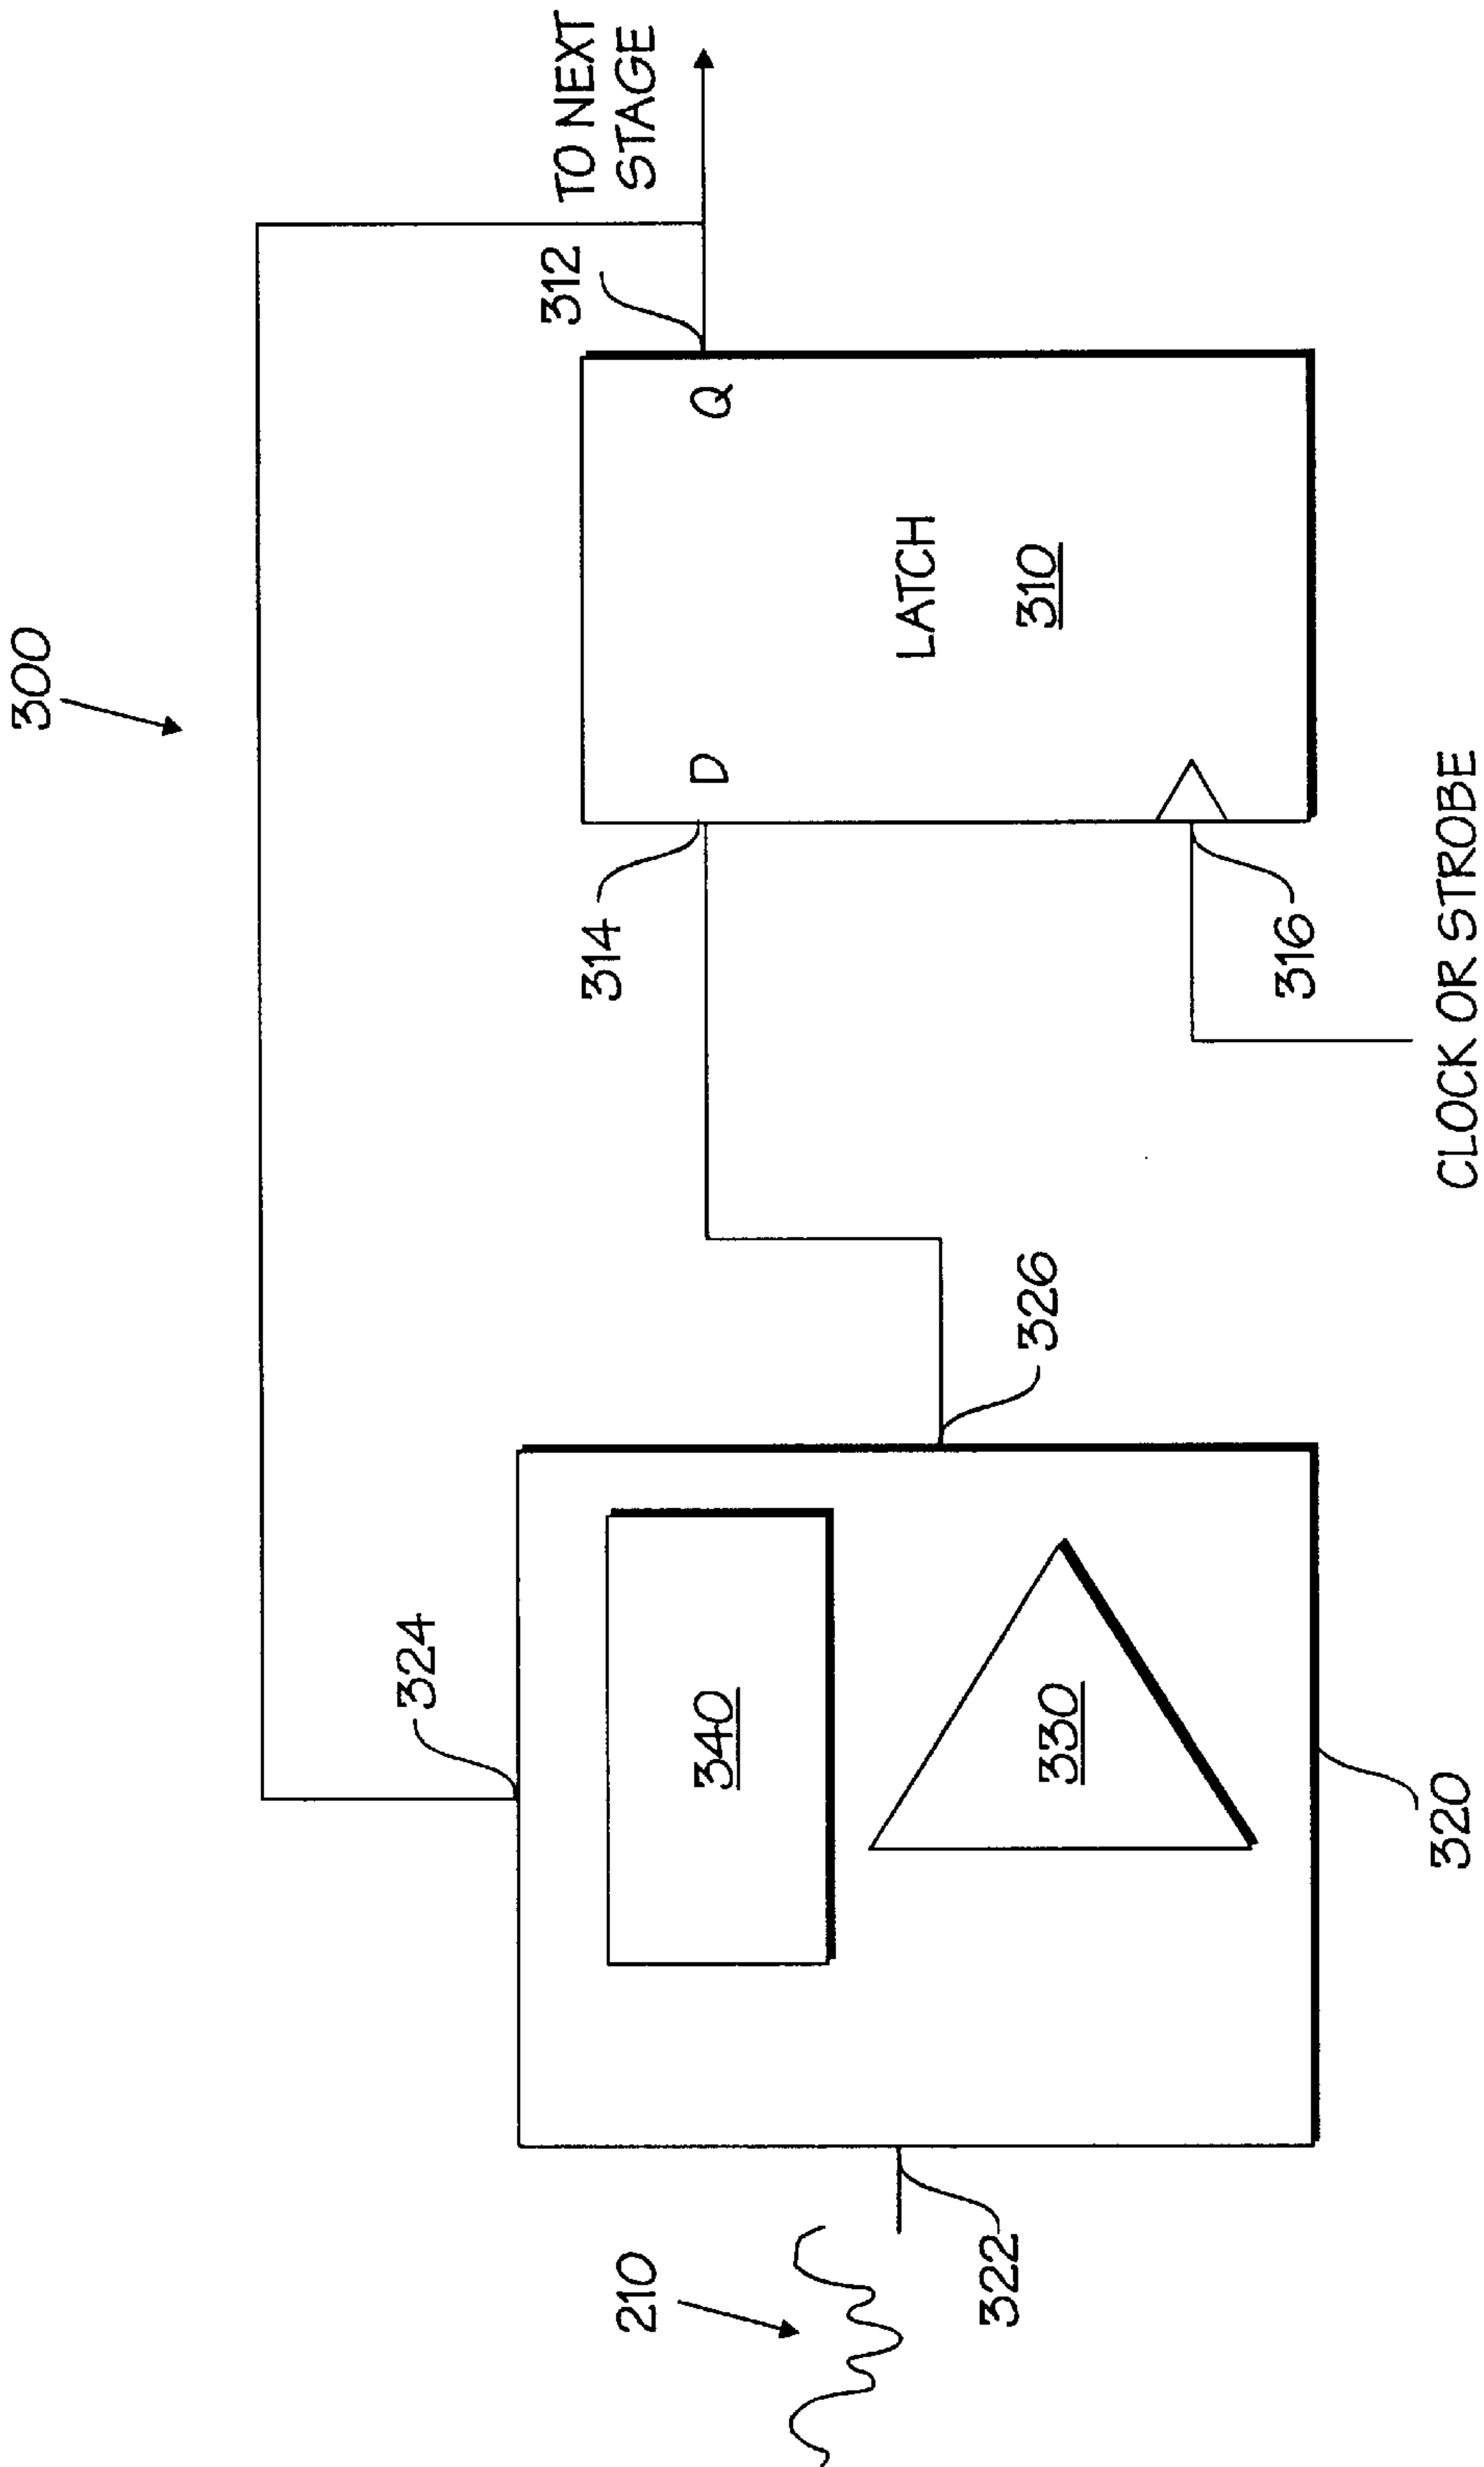 300
TO NEXT
STAGE
312
Q
D
LATCH
310
314
316
CLOCK OR STROBE
324
326
340
330
320
322
210